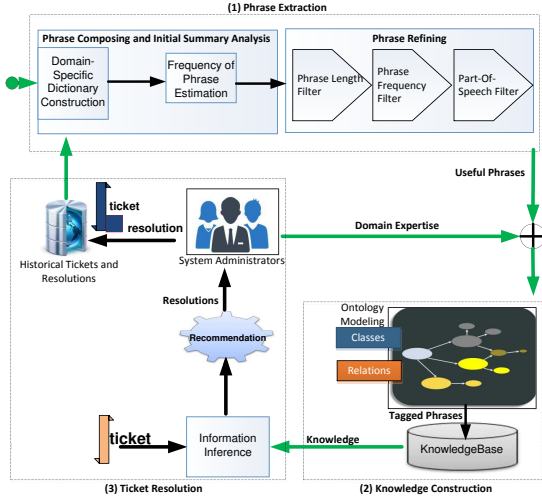 (1) Phrase Extraction
Phrase Composing and Initial Summary Analysis
Domain-
Specific
Dictionary
Construction
Frequency of
Phrase
Estimation
Phrase Refining
Phrase Length
Filter
Phrase
Frequency
Filter
Part-Of-
Speech Filter
Useful Phrases
ticket
resolution
Historical Tickets and
Resolutions
System Administrators
Domain Expertise
Resolutions
Recommendation
ticket
Information
Inference
(3) Ticket Resolution
Ontology
Modeling
Classes
Relations
Tagged Phrases
Knowledge
KnowledgeBase
(2) Knowledge Construction